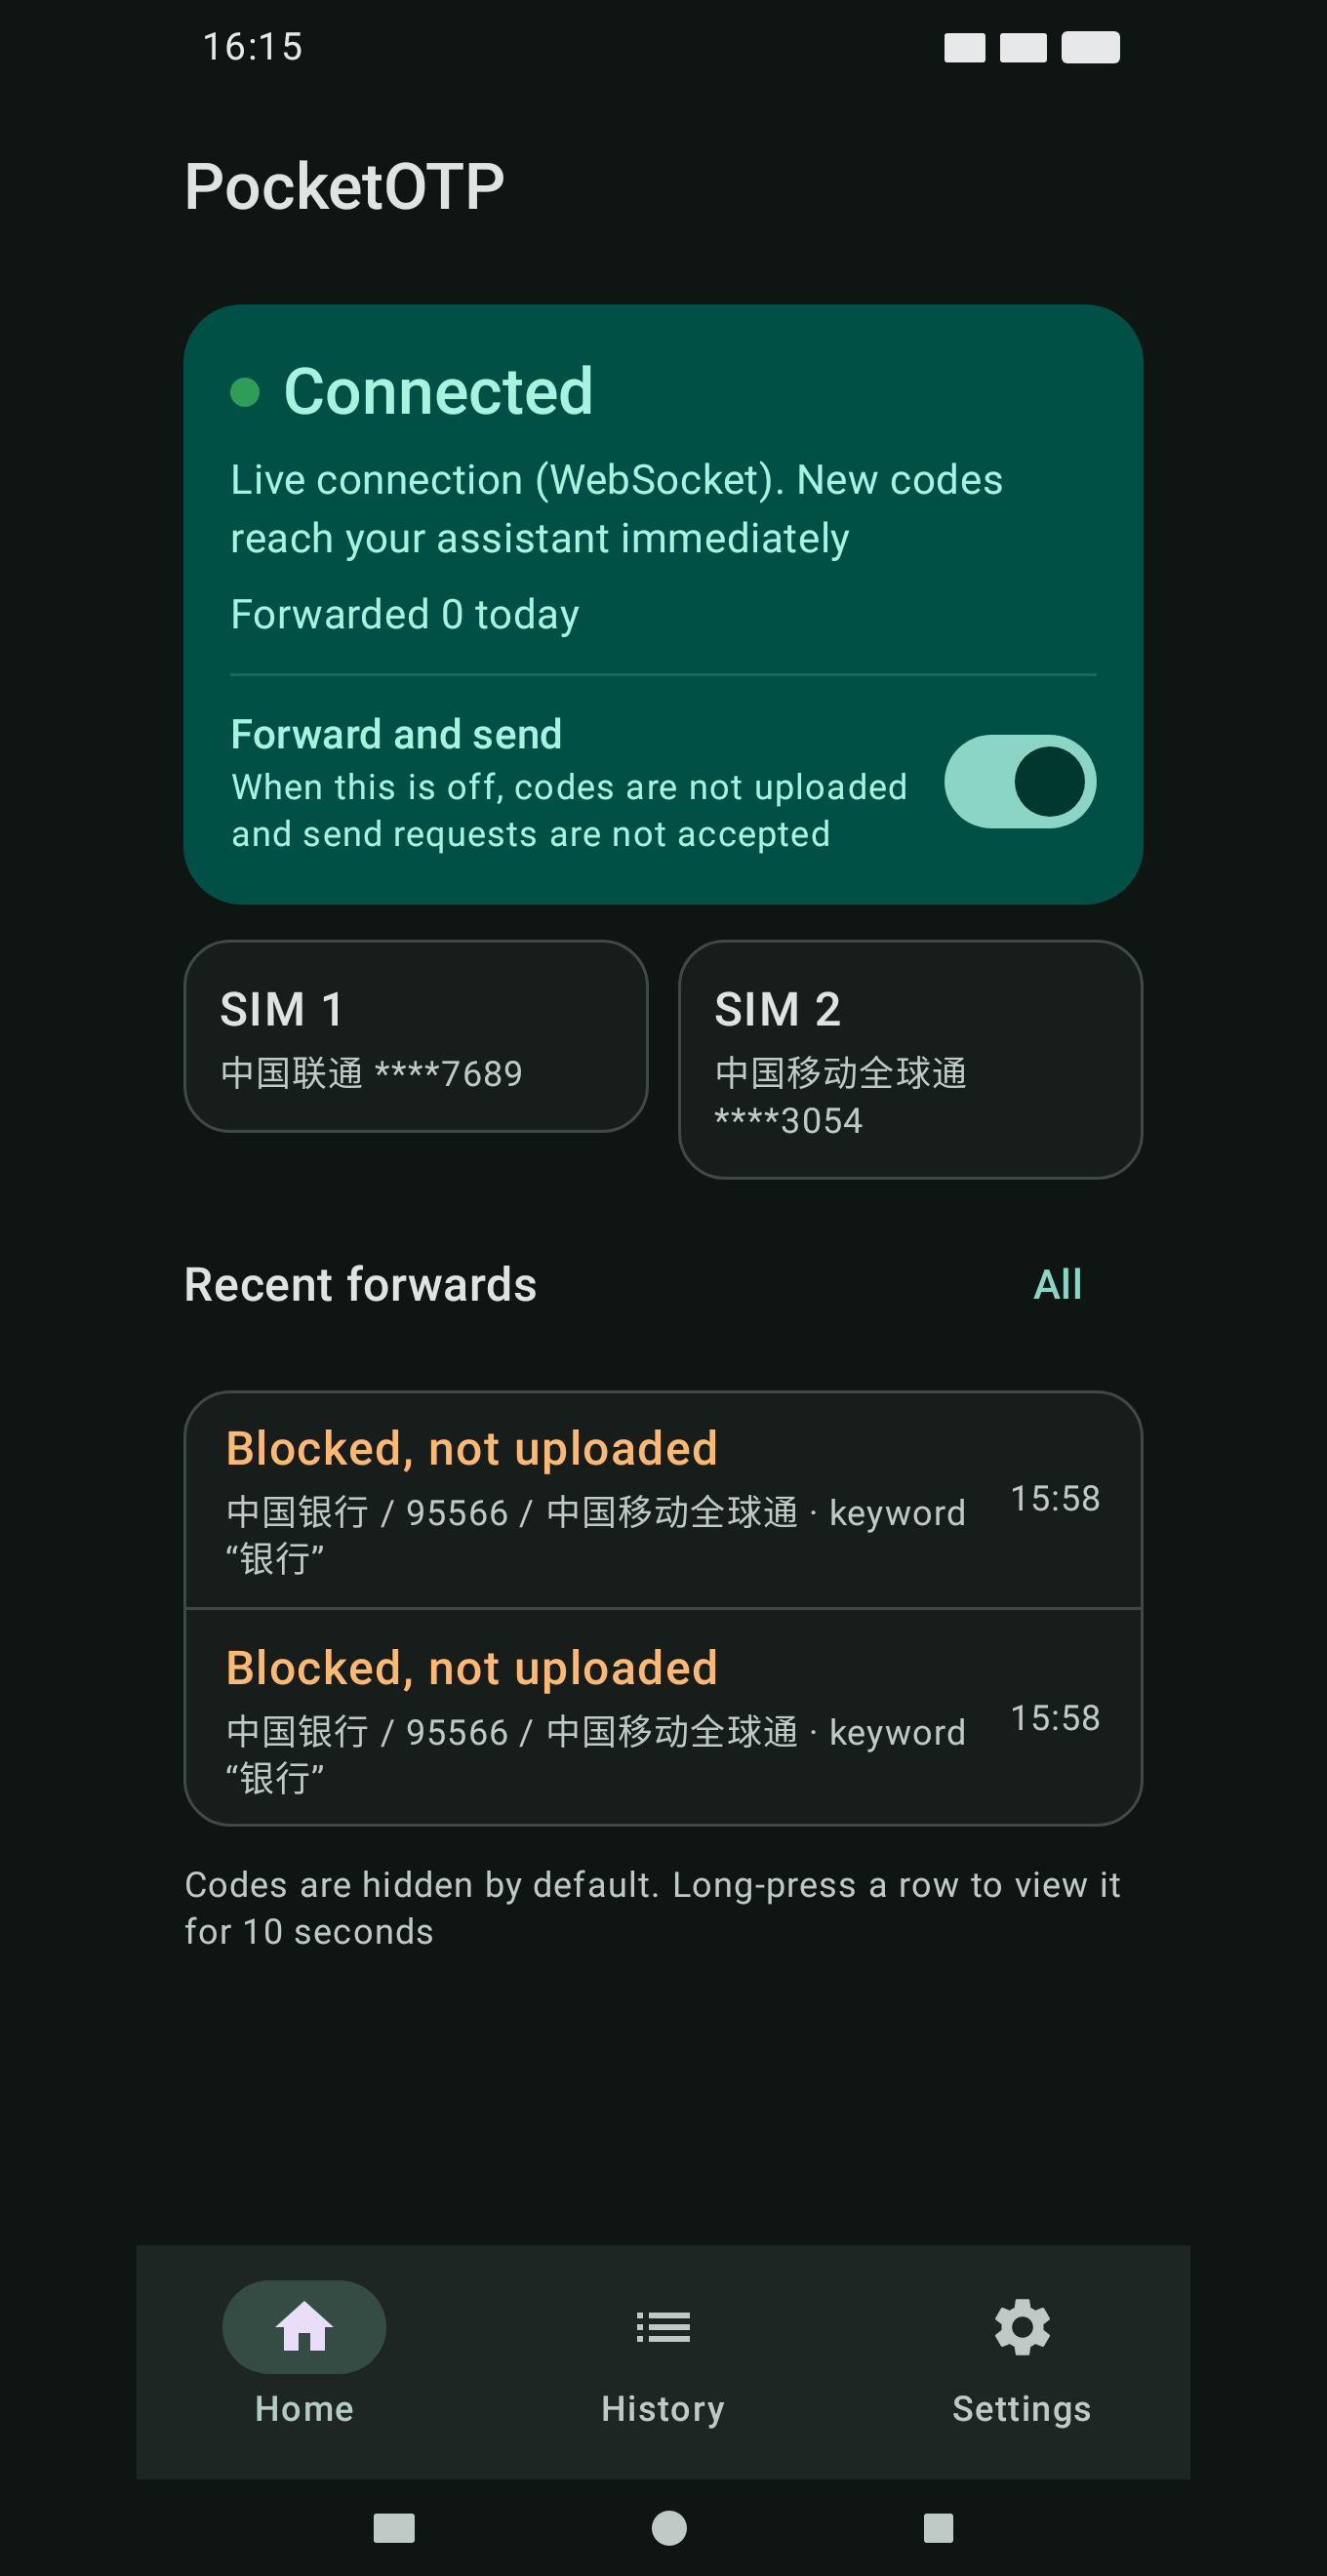 16:15
PocketOTP
Connected
Live connection (WebSocket). New codes
reach your assistant immediately
Forwarded 0 today
Forward and send
When this is off, codes are not uploaded
and send requests are not accepted
SIM 1
中国联通 ****7689
SIM 2
中国移动全球通
****3054
Recent forwards
All
Blocked, not uploaded
中国银行 / 95566 / 中国移动全球通 · keyword
“银行”
15:58
Blocked, not uploaded
中国银行 / 95566 / 中国移动全球通 · keyword
“银行”
15:58
Codes are hidden by default. Long-press a row to view it
for 10 seconds
Home
History
Settings